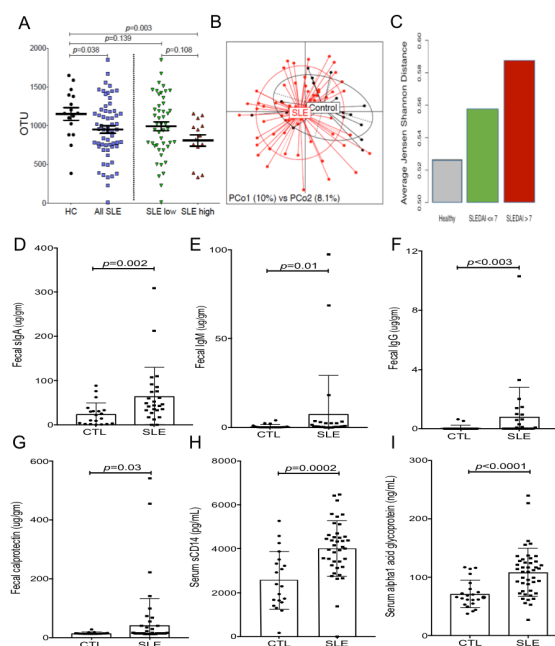 A
p=0.003
p=0.139
p=0.038
p=0.108
OTU
2000
1500
1000
500
0
HC
All SLE
SLE low
SLE high
B
Control
SLE
PCo1 (10%) vs PCo2 (8.1%)
C
Average Jensen Shannon Distance
0.60
0.58
0.56
0.54
0.52
0.50
Healthy
SLEDAI <= 7
SLEDAI > 7
D
p=0.002
Fecal sIgA (ug/gm)
400
300
200
100
0
CTL
SLE
E
p=0.01
Fecal IgM (ug/gm)
100
50
0
CTL
SLE
F
p<0.003
Fecal IgG (ug/gm)
15
10
5
0
CTL
SLE
G
p=0.03
Fecal calprotectin (ug/gm)
600
400
200
0
CTL
SLE
H
p=0.0002
Serum sCD14 (pg/mL)
8000
6000
4000
2000
0
CTL
SLE
I
p<0.0001
Serum alpha1 acid glycoprotein (ng/mL)
300
200
100
0
CTL
SLE